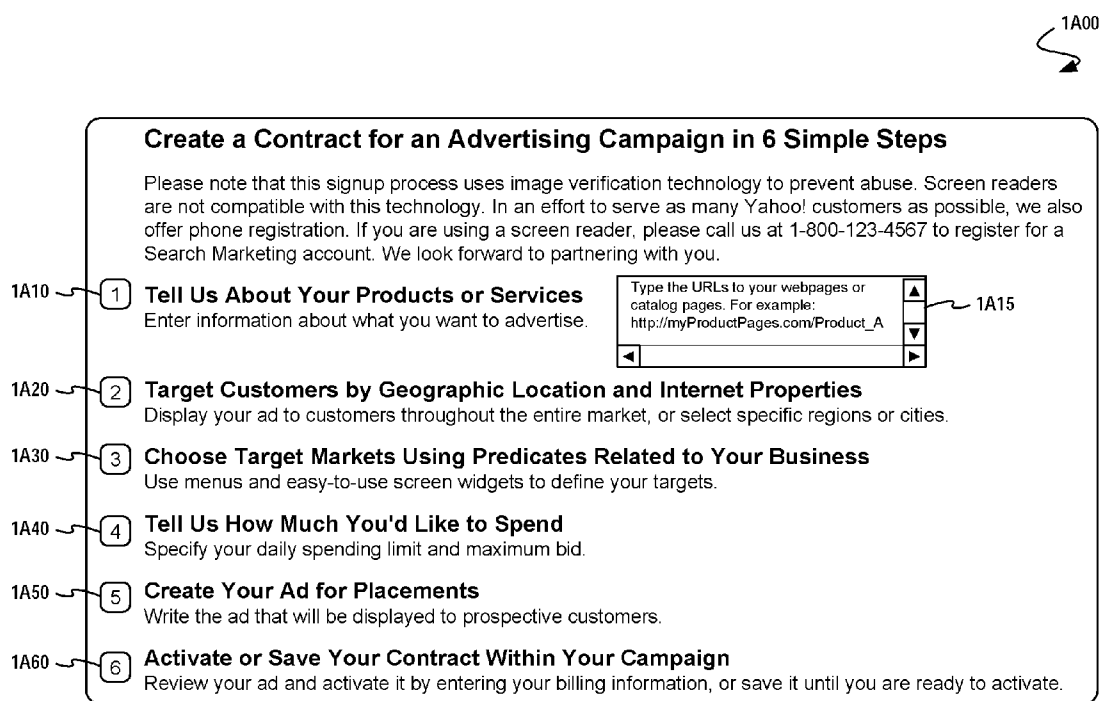 1A00
Create a Contract for an Advertising Campaign in 6 Simple Steps
Please note that this signup process uses image verification technology to prevent abuse. Screen readers
are not compatible with this technology. In an effort to serve as many Yahoo! customers as possible, we also
offer phone registration. If you are using a screen reader, please call us at 1-800-123-4567 to register for a
Search Marketing account. We look forward to partnering with you.
1A10
1
Tell Us About Your Products or Services
Enter information about what you want to advertise.
Type the URLs to your webpages or
catalog pages. For example:
http://myProductPages.com/Product_A
1A15
1A20
2
Target Customers by Geographic Location and Internet Properties
Display your ad to customers throughout the entire market, or select specific regions or cities.
1A30
3
Choose Target Markets Using Predicates Related to Your Business
Use menus and easy-to-use screen widgets to define your targets.
1A40
4
Tell Us How Much You'd Like to Spend
Specify your daily spending limit and maximum bid.
1A50
5
Create Your Ad for Placements
Write the ad that will be displayed to prospective customers.
1A60
6
Activate or Save Your Contract Within Your Campaign
Review your ad and activate it by entering your billing information, or save it until you are ready to activate.